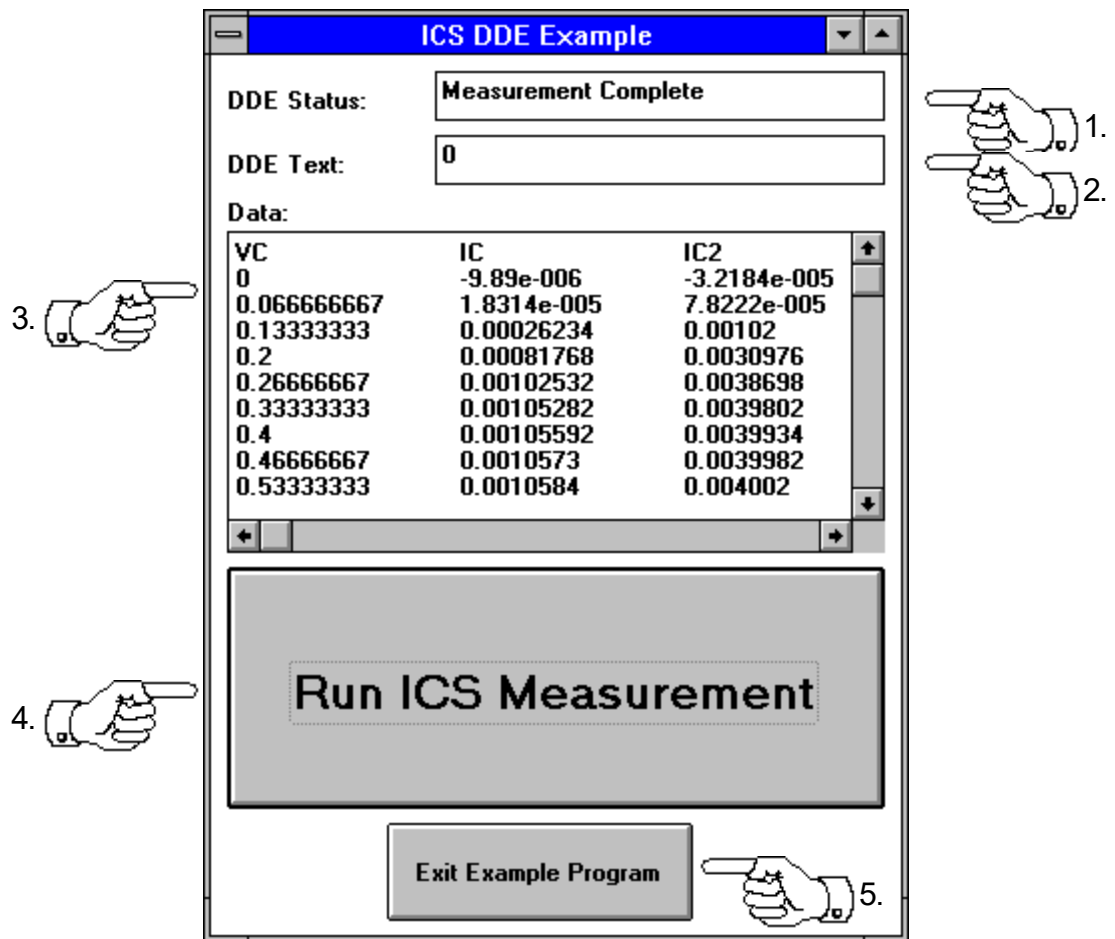 ICS DDE Example
DDE Status: Measurement Complete
1.
DDE Text: 0
2.
Data:
VC IC IC2
0 -9.89e-006 -3.2184e-005
0.066666667 1.8314e-005 7.8222e-005
3.
0.13333333 0.00026234 0.00102
0.2 0.00081768 0.0030976
0.26666667 0.00102532 0.0038698
0.33333333 0.00105282 0.0039802
0.4 0.00105592 0.0039934
0.46666667 0.0010573 0.0039982
0.53333333 0.0010584 0.004002
Run ICS Measurement
4.
Exit Example Program
5.